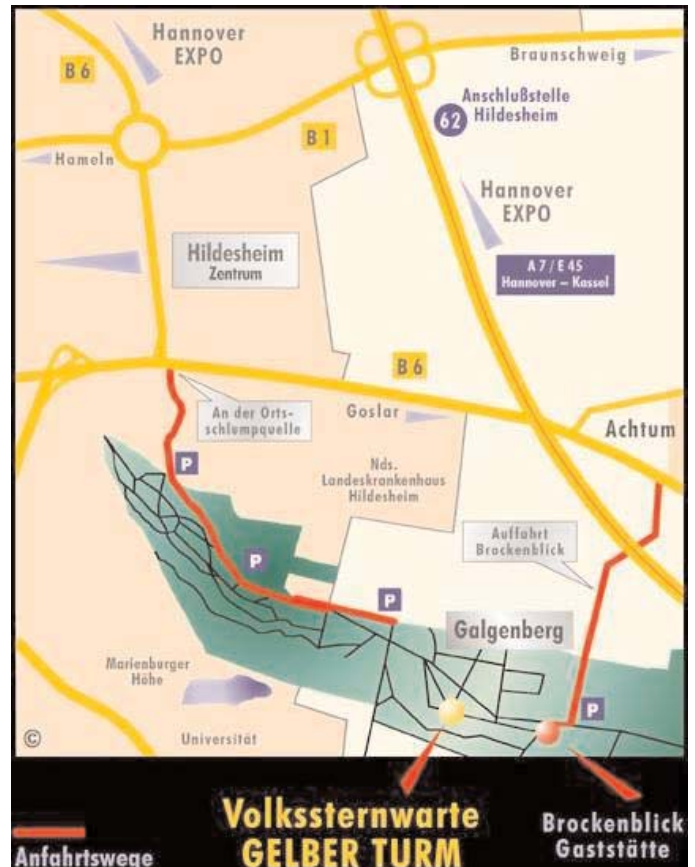 Hannover
EXPO
B 6
Braunschweig
Anschlußstelle
Hildesheim
62
B 1
Hameln
Hannover
EXPO
Hildesheim
Zentrum
A 7 / E 45
Hannover – Kassel
B 6
An der Orts-
schlumpquelle
Goslar
Achtum
P
Nds.
Landeskrankenhaus
Hildesheim
Auffahrt
Brockenblick
P
P
Galgenberg
Marienburger
Höhe
P
©
Universität
Volkssternwarte
GELBER TURM
Brockenblick
Gaststätte
Anfahrtswege